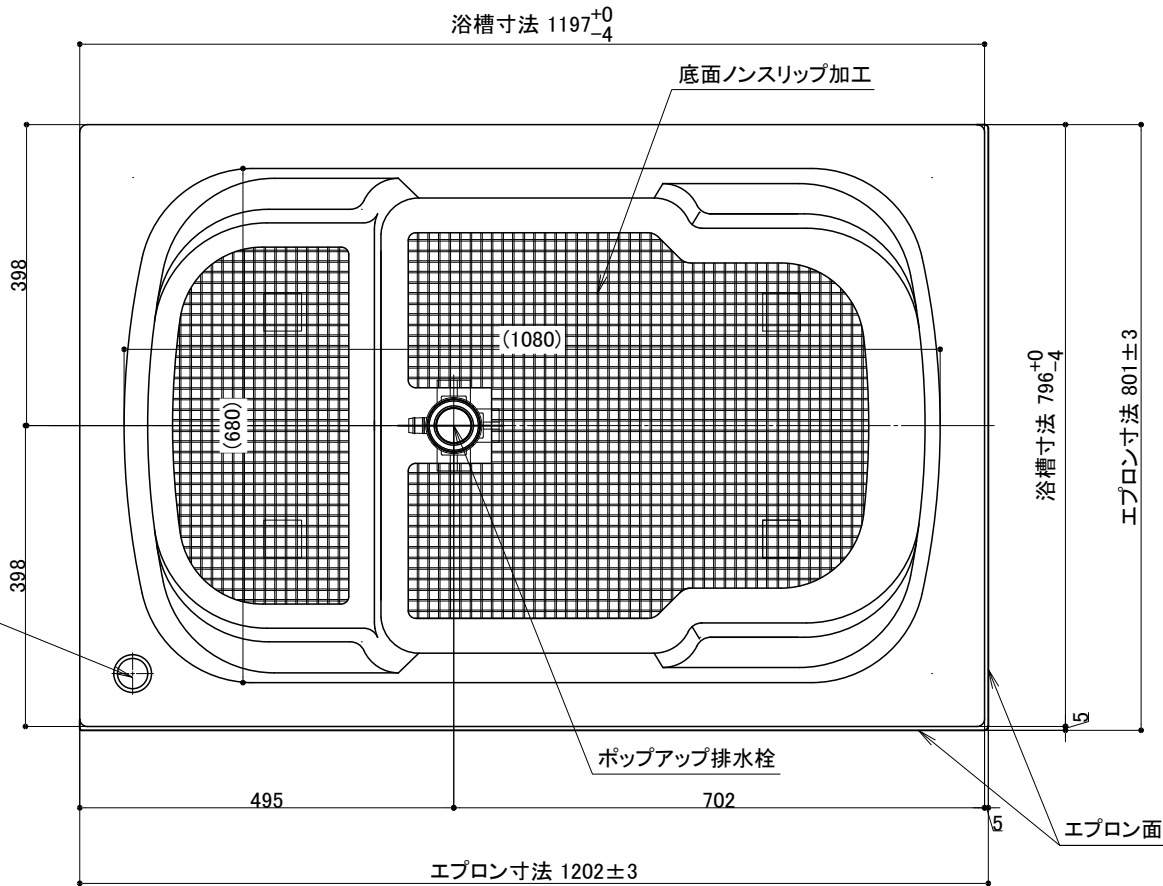 浴槽寸法 1197+0 -4
底面ノンスリップ加工
398
(1080)
(680)
浴槽寸法 796+0 -4
エプロン寸法 801±3
398
5
ポップアップ排水栓
495
702
5
エプロン面
エプロン寸法 1202±3